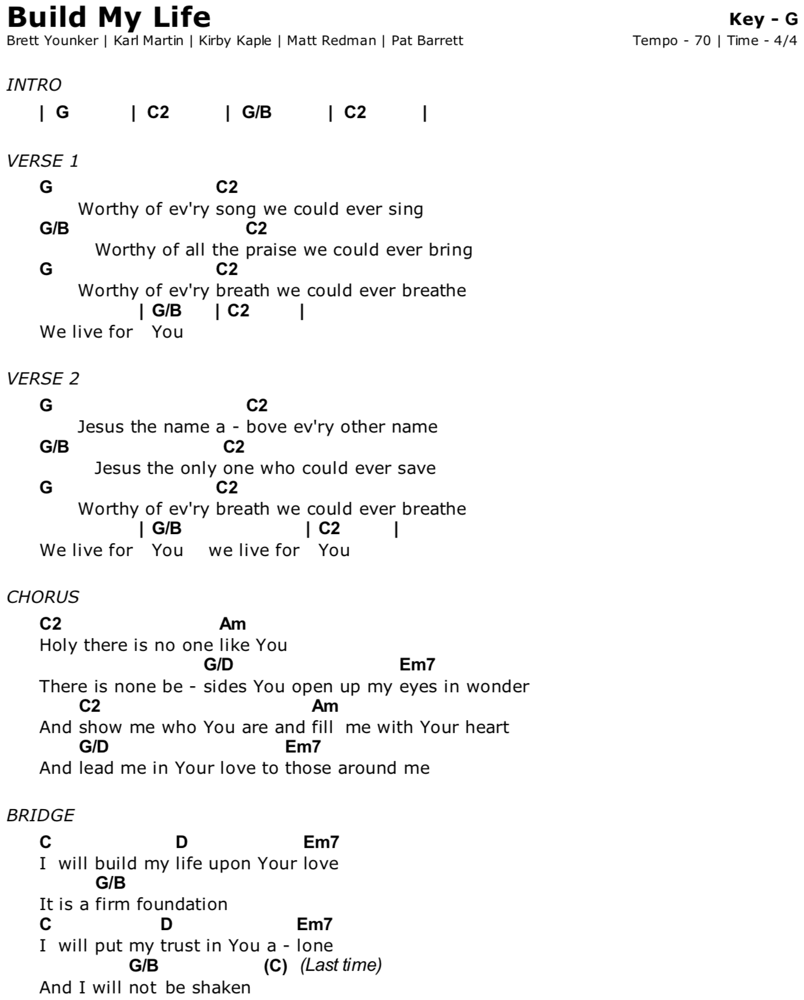 Build My Life
Key - G
Brett Younker | Karl Martin | Kirby Kaple | Matt Redman | Pat Barrett
Tempo - 70 | Time - 4/4
INTRO
| G | C2 | G/B | C2 |
VERSE 1
G C2
Worthy of ev'ry song we could ever sing
G/B C2
Worthy of all the praise we could ever bring
G C2
Worthy of ev'ry breath we could ever breathe
| G/B | C2 |
We live for You
VERSE 2
G C2
Jesus the name a - bove ev'ry other name
G/B C2
Jesus the only one who could ever save
G C2
Worthy of ev'ry breath we could ever breathe
| G/B | C2 |
We live for You we live for You
CHORUS
C2 Am
Holy there is no one like You
G/D Em7
There is none be - sides You open up my eyes in wonder
C2 Am
And show me who You are and fill me with Your heart
G/D Em7
And lead me in Your love to those around me
BRIDGE
C D Em7
I will build my life upon Your love
G/B
It is a firm foundation
C D Em7
I will put my trust in You a - lone
G/B (C) (Last time)
And I will not be shaken